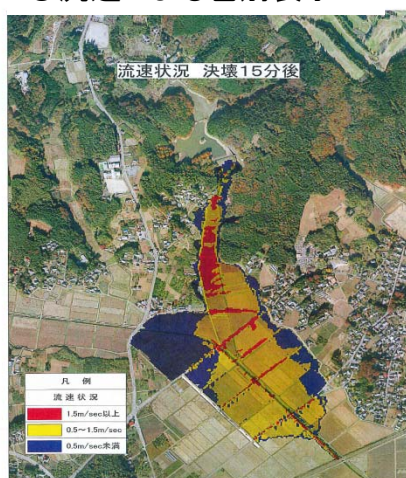 流速状況 決壊15分後
凡 例
流 速 状 況
1.5m/sec以上
0.5~1.5m/sec
0.5m/sec未満